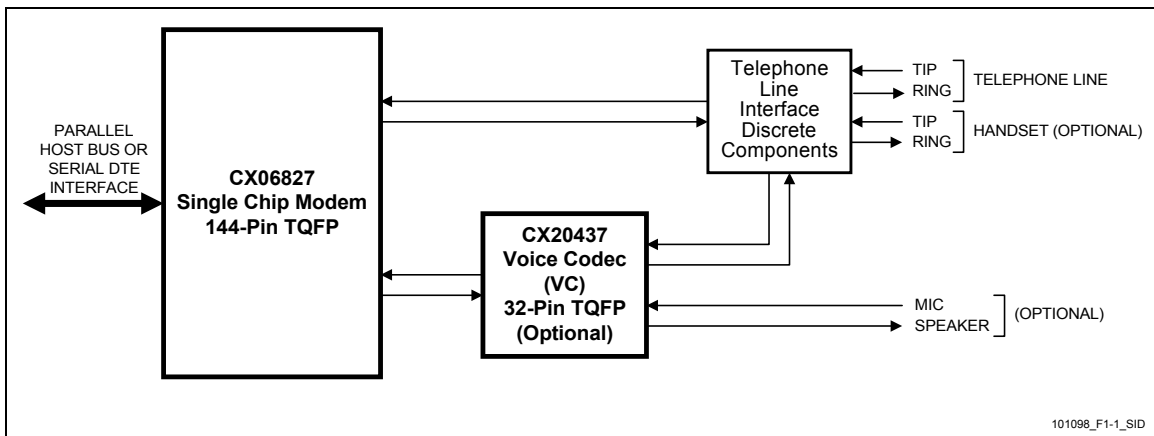 PARALLEL
HOST BUS OR
SERIAL DTE
INTERFACE
CX06827
Single Chip Modem
144-Pin TQFP
CX20437
Voice Codec
(VC)
32-Pin TQFP
(Optional)
Telephone
Line
Interface
Discrete
Components
TIP
RING
TELEPHONE LINE
TIP
RING
HANDSET (OPTIONAL)
MIC
SPEAKER
(OPTIONAL)
101098_F1-1_SID